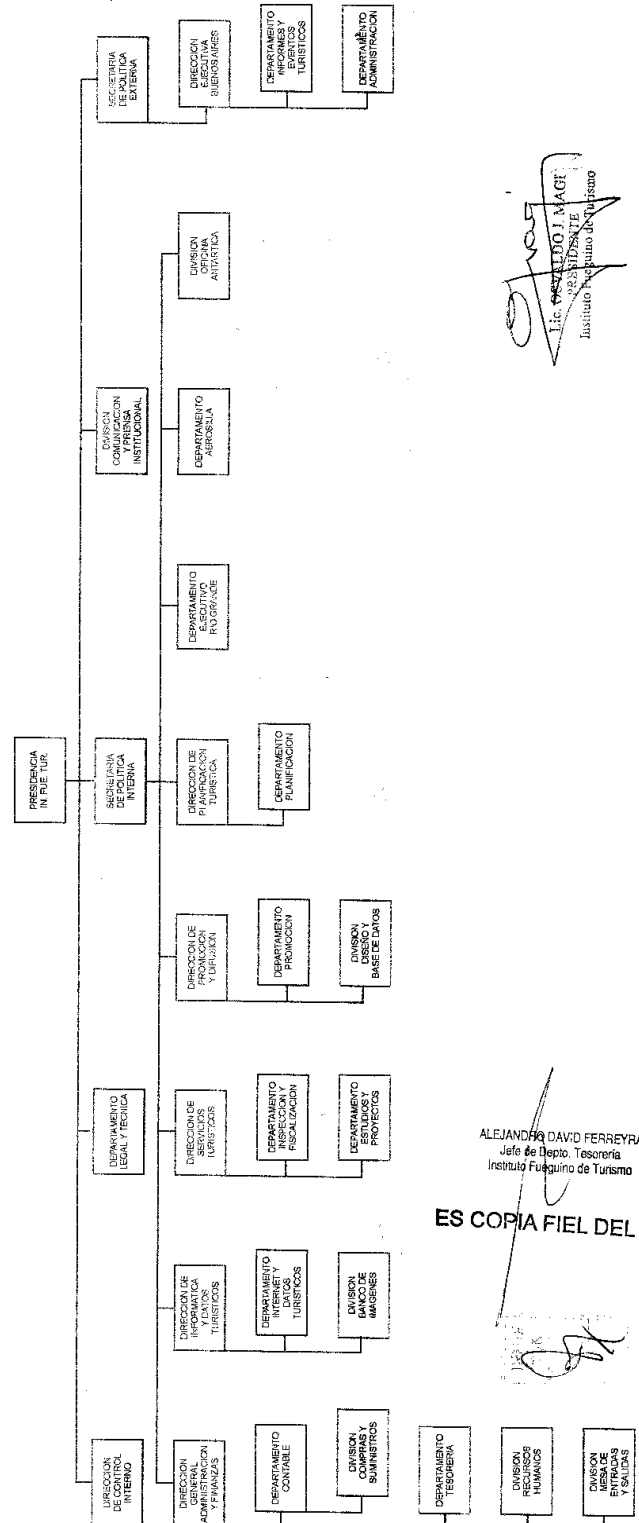 PRESIDENCIA
IN. FUE. TUR.
DIRECCION
DE CONTROL
INTERNO
DEPARTAMENTO
LEGAL Y TECNICA
SECRETARIA
DE POLITICA
INTERNA
DIVISION
COMUNICACION
Y PRENSA
INSTITUCIONAL
SECRETARIA
DE POLITICA
EXTERNA
DIRECCION
GENERAL
ADMINISTRACION
Y FINANZAS
DIRECCION DE
INFORMATICA
Y DATOS
TURISTICOS
DIRECCION DE
SERVICIOS
TURISTICOS
DIRECCION DE
PROMOCION
Y DIFUSION
DIRECCION DE
PLANIFICACION
TURISTICA
DEPARTAMENTO
EJECUTIVO
RIO GRANDE
DEPARTAMENTO
AEROSILLA
DIVISION
OFICINA
ANTARTICA
DIRECCION
EJECUTIVA
BUENOS AIRES
DEPARTAMENTO
CONTABLE
DEPARTAMENTO
INTERNET Y
DATOS
TURISTICOS
DEPARTAMENTO
INSPECCION Y
FISCALIZACION
DEPARTAMENTO
PROMOCION
DEPARTAMENTO
PLANIFICACION
DEPARTAMENTO
INFORMES Y
EVENTOS
TURISTICOS
DIVISION
COMPRAS Y
SUMINISTROS
DIVISION
BANCO DE
IMAGENES
DEPARTAMENTO
ESTUDIOS Y
PROYECTOS
DIVISION
DISEÑO Y
BASE DE DATOS
DEPARTAMENTO
ADMINISTRACION
DEPARTAMENTO
TESORERIA
DIVISION
RECURSOS
HUMANOS
DIVISION
MESA DE
ENTRADAS
Y SALIDAS
Lic. OSVALDO J. MAGI
PRESIDENTE
Instituto Fueguino de Turismo
ALEJANDRO DAVID FERREYRA
Jefe de Depto. Tesorería
Instituto Fueguino de Turismo
ES COPIA FIEL DEL